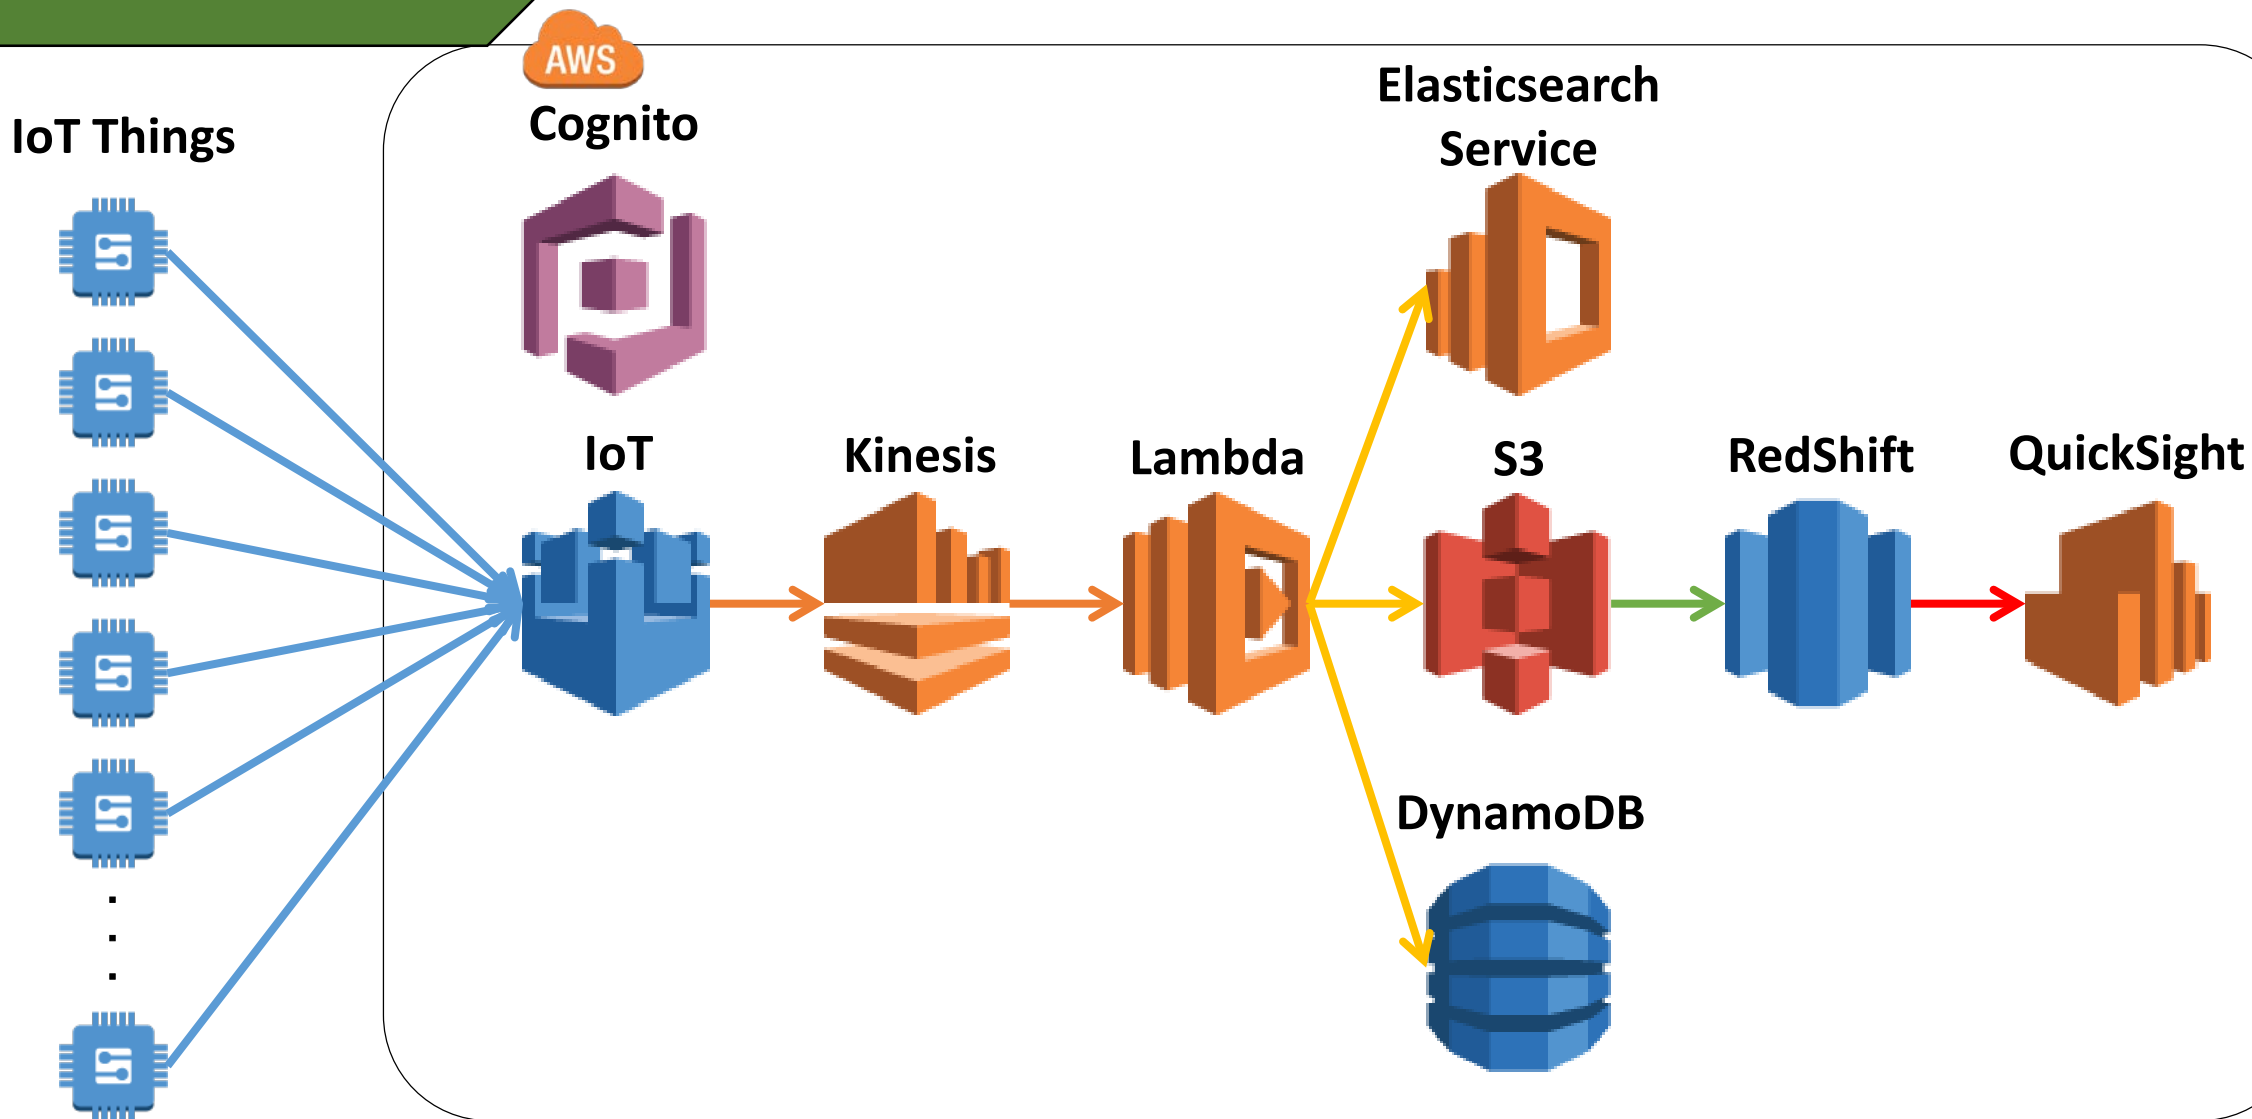 AWS
Cognito
IoT Things
Elasticsearch
Service
IoT
Kinesis
Lambda
S3
RedShift
QuickSight
DynamoDB